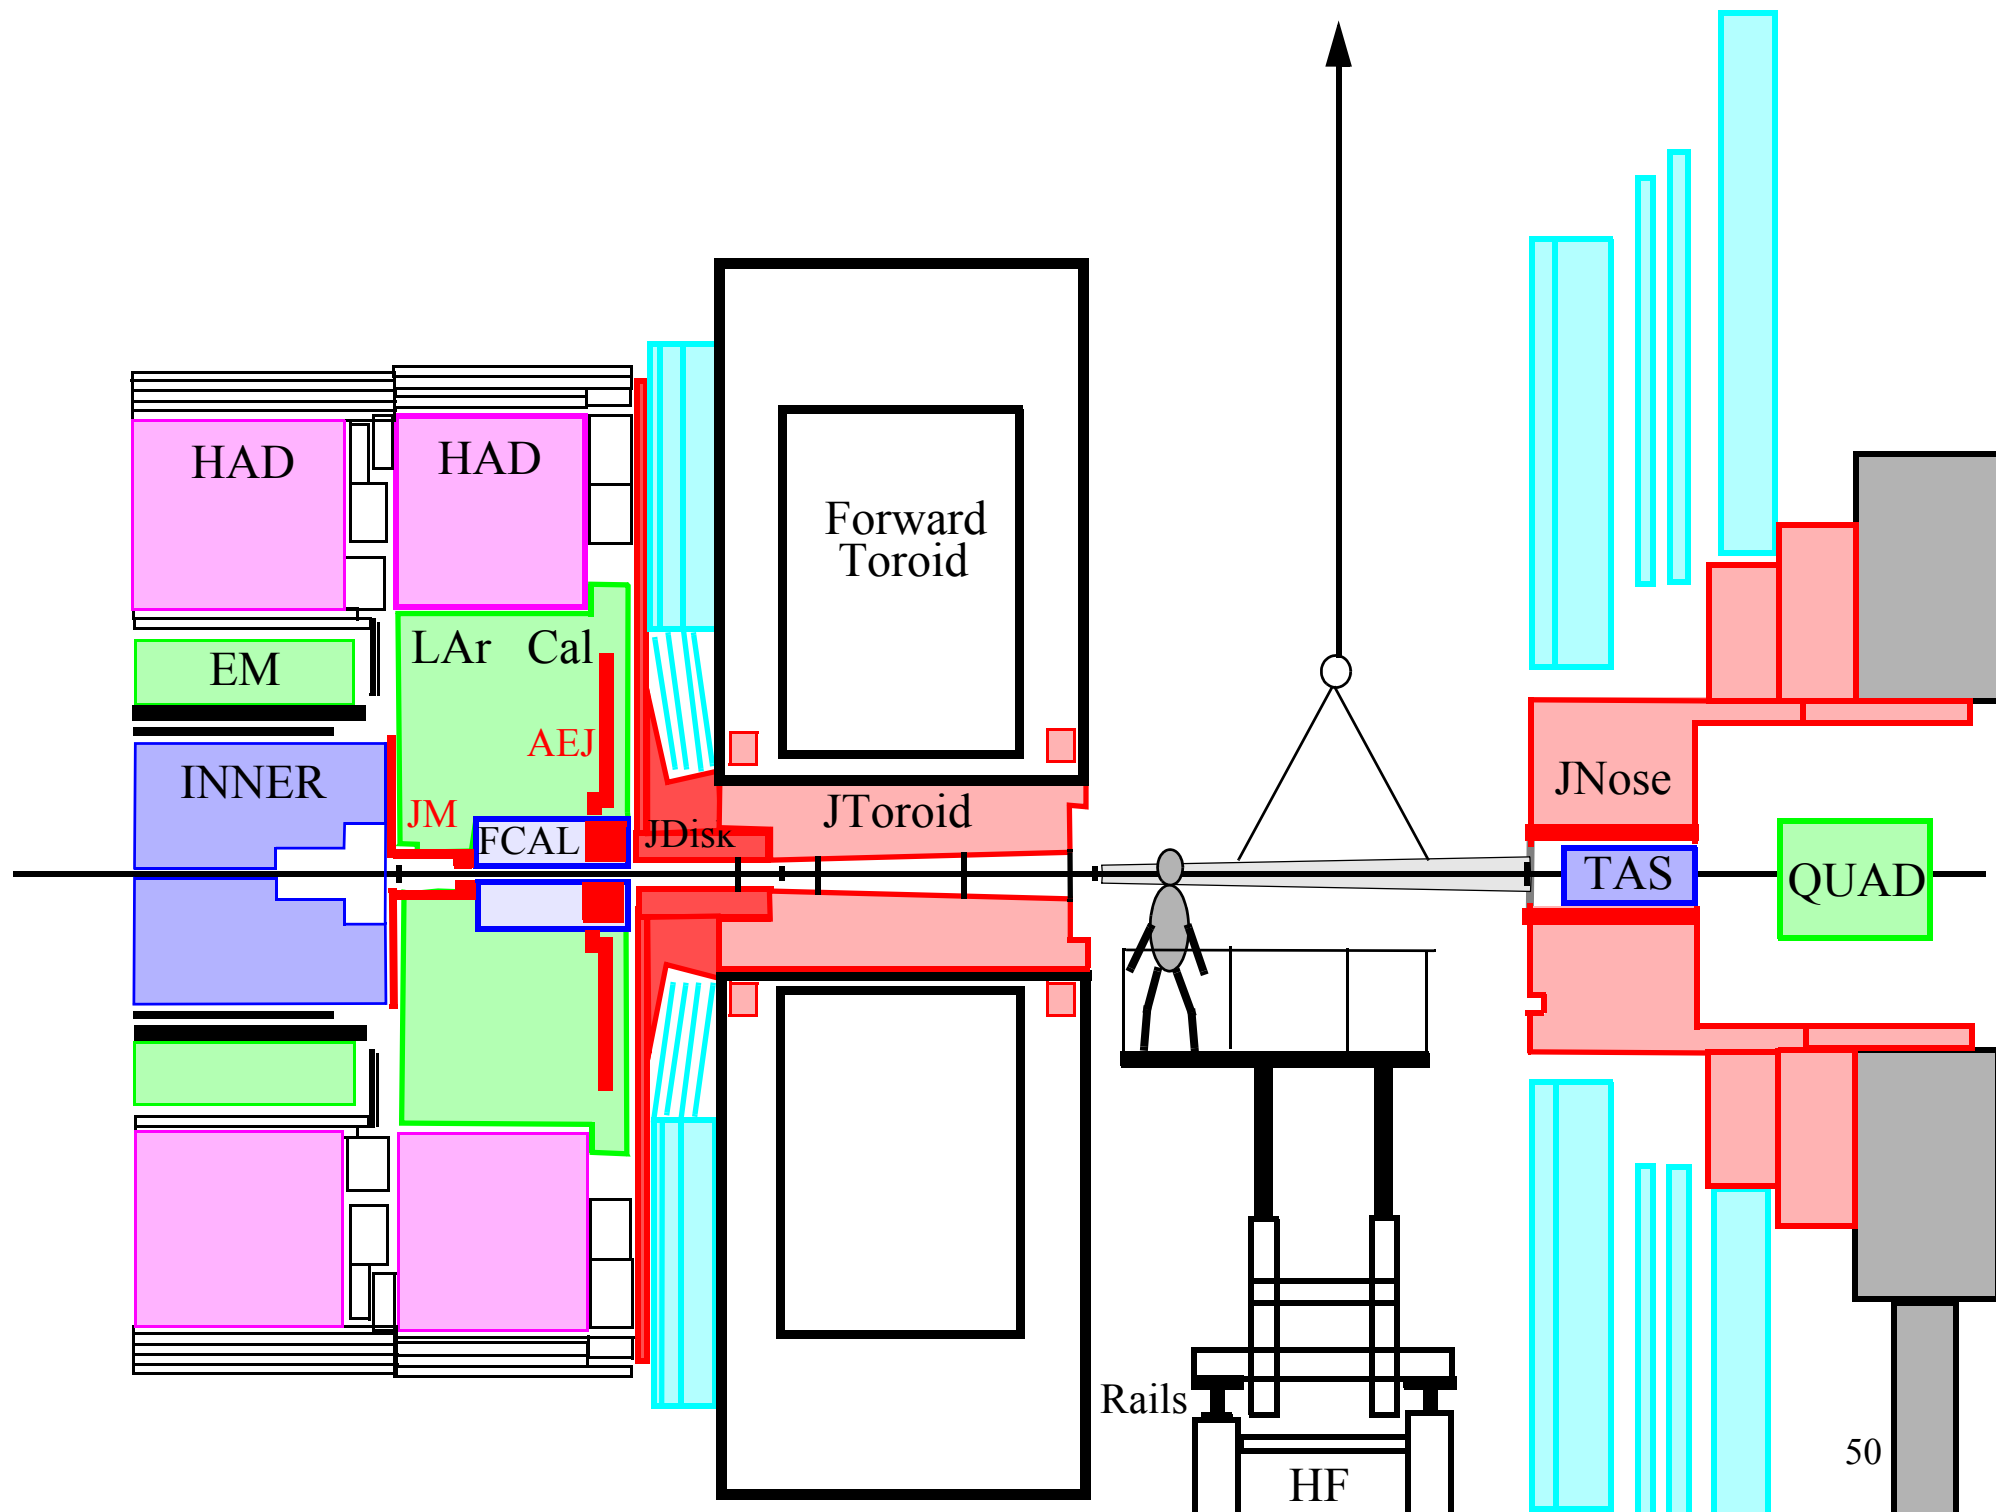 HAD
HAD
Forward
Toroid
LAr Cal
EM
AEJ
INNER
JM
JNose
JToroid
FCAL
JDisk
TAS
QUAD
Rails
50
HF